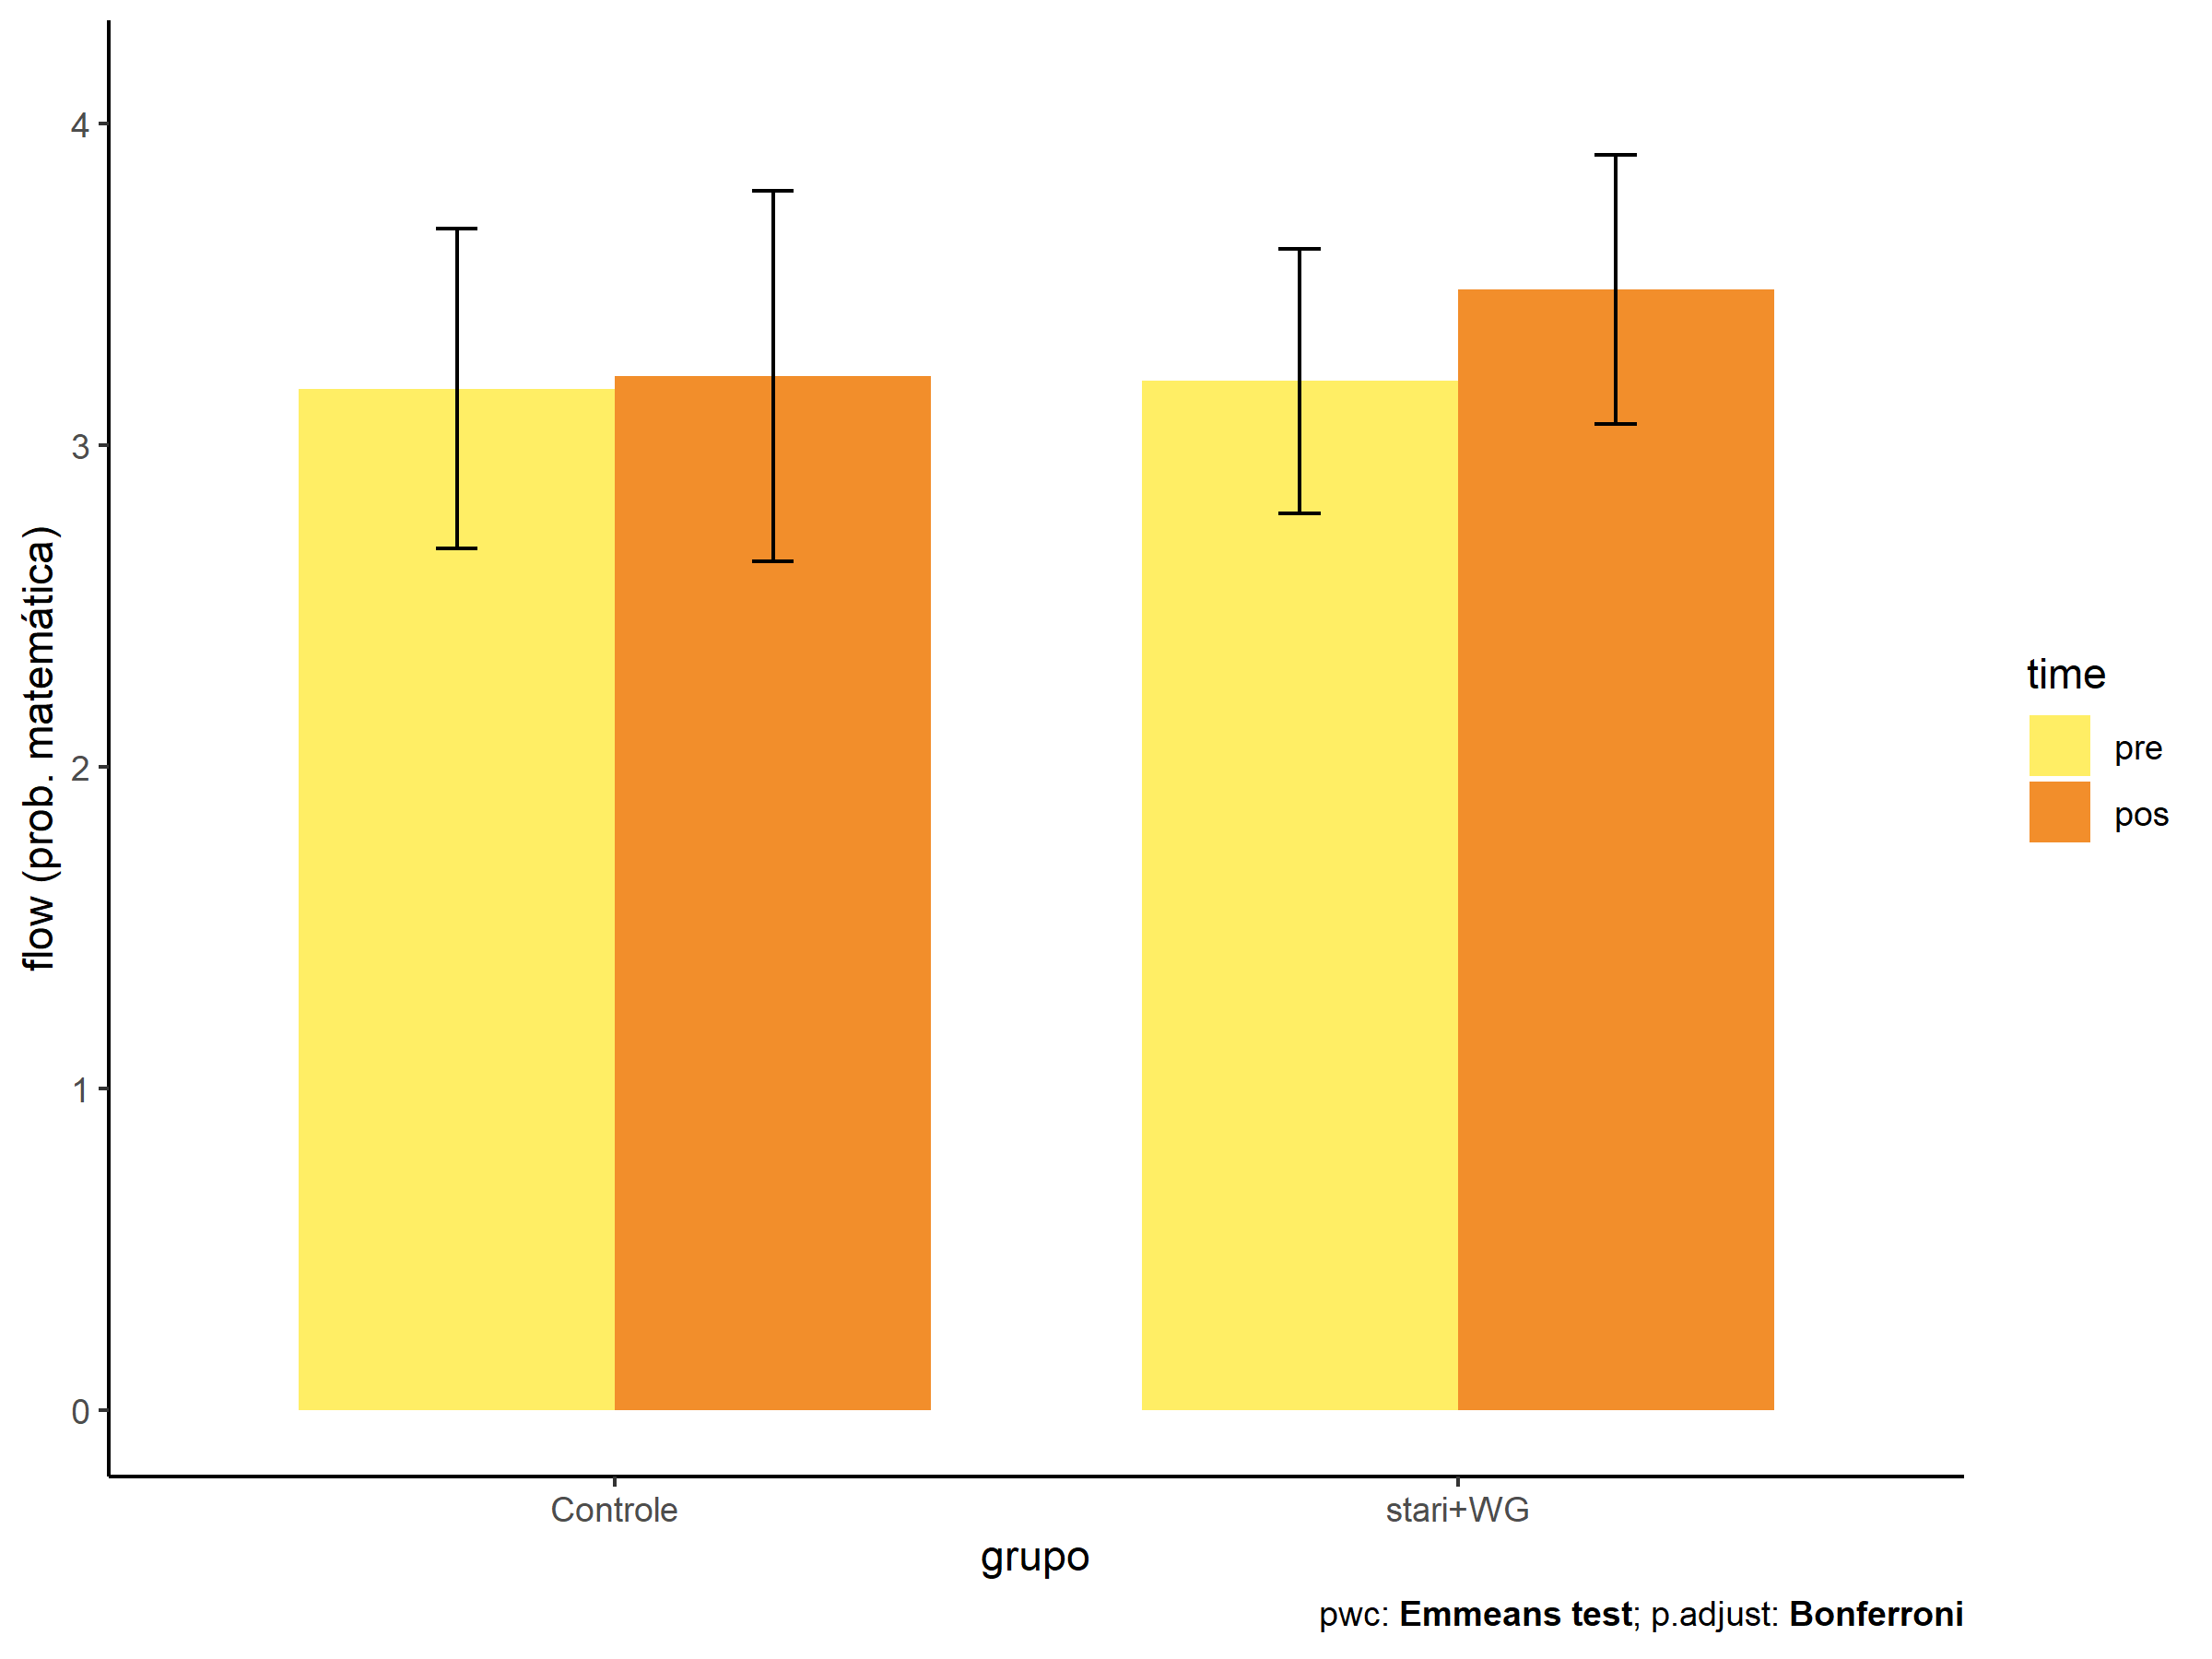 flow (prob. matemática)
4
3
2
1
0
Controle
stari+WG
grupo
time
pre
pos
pwc: Emmeans test; p.adjust: Bonferroni